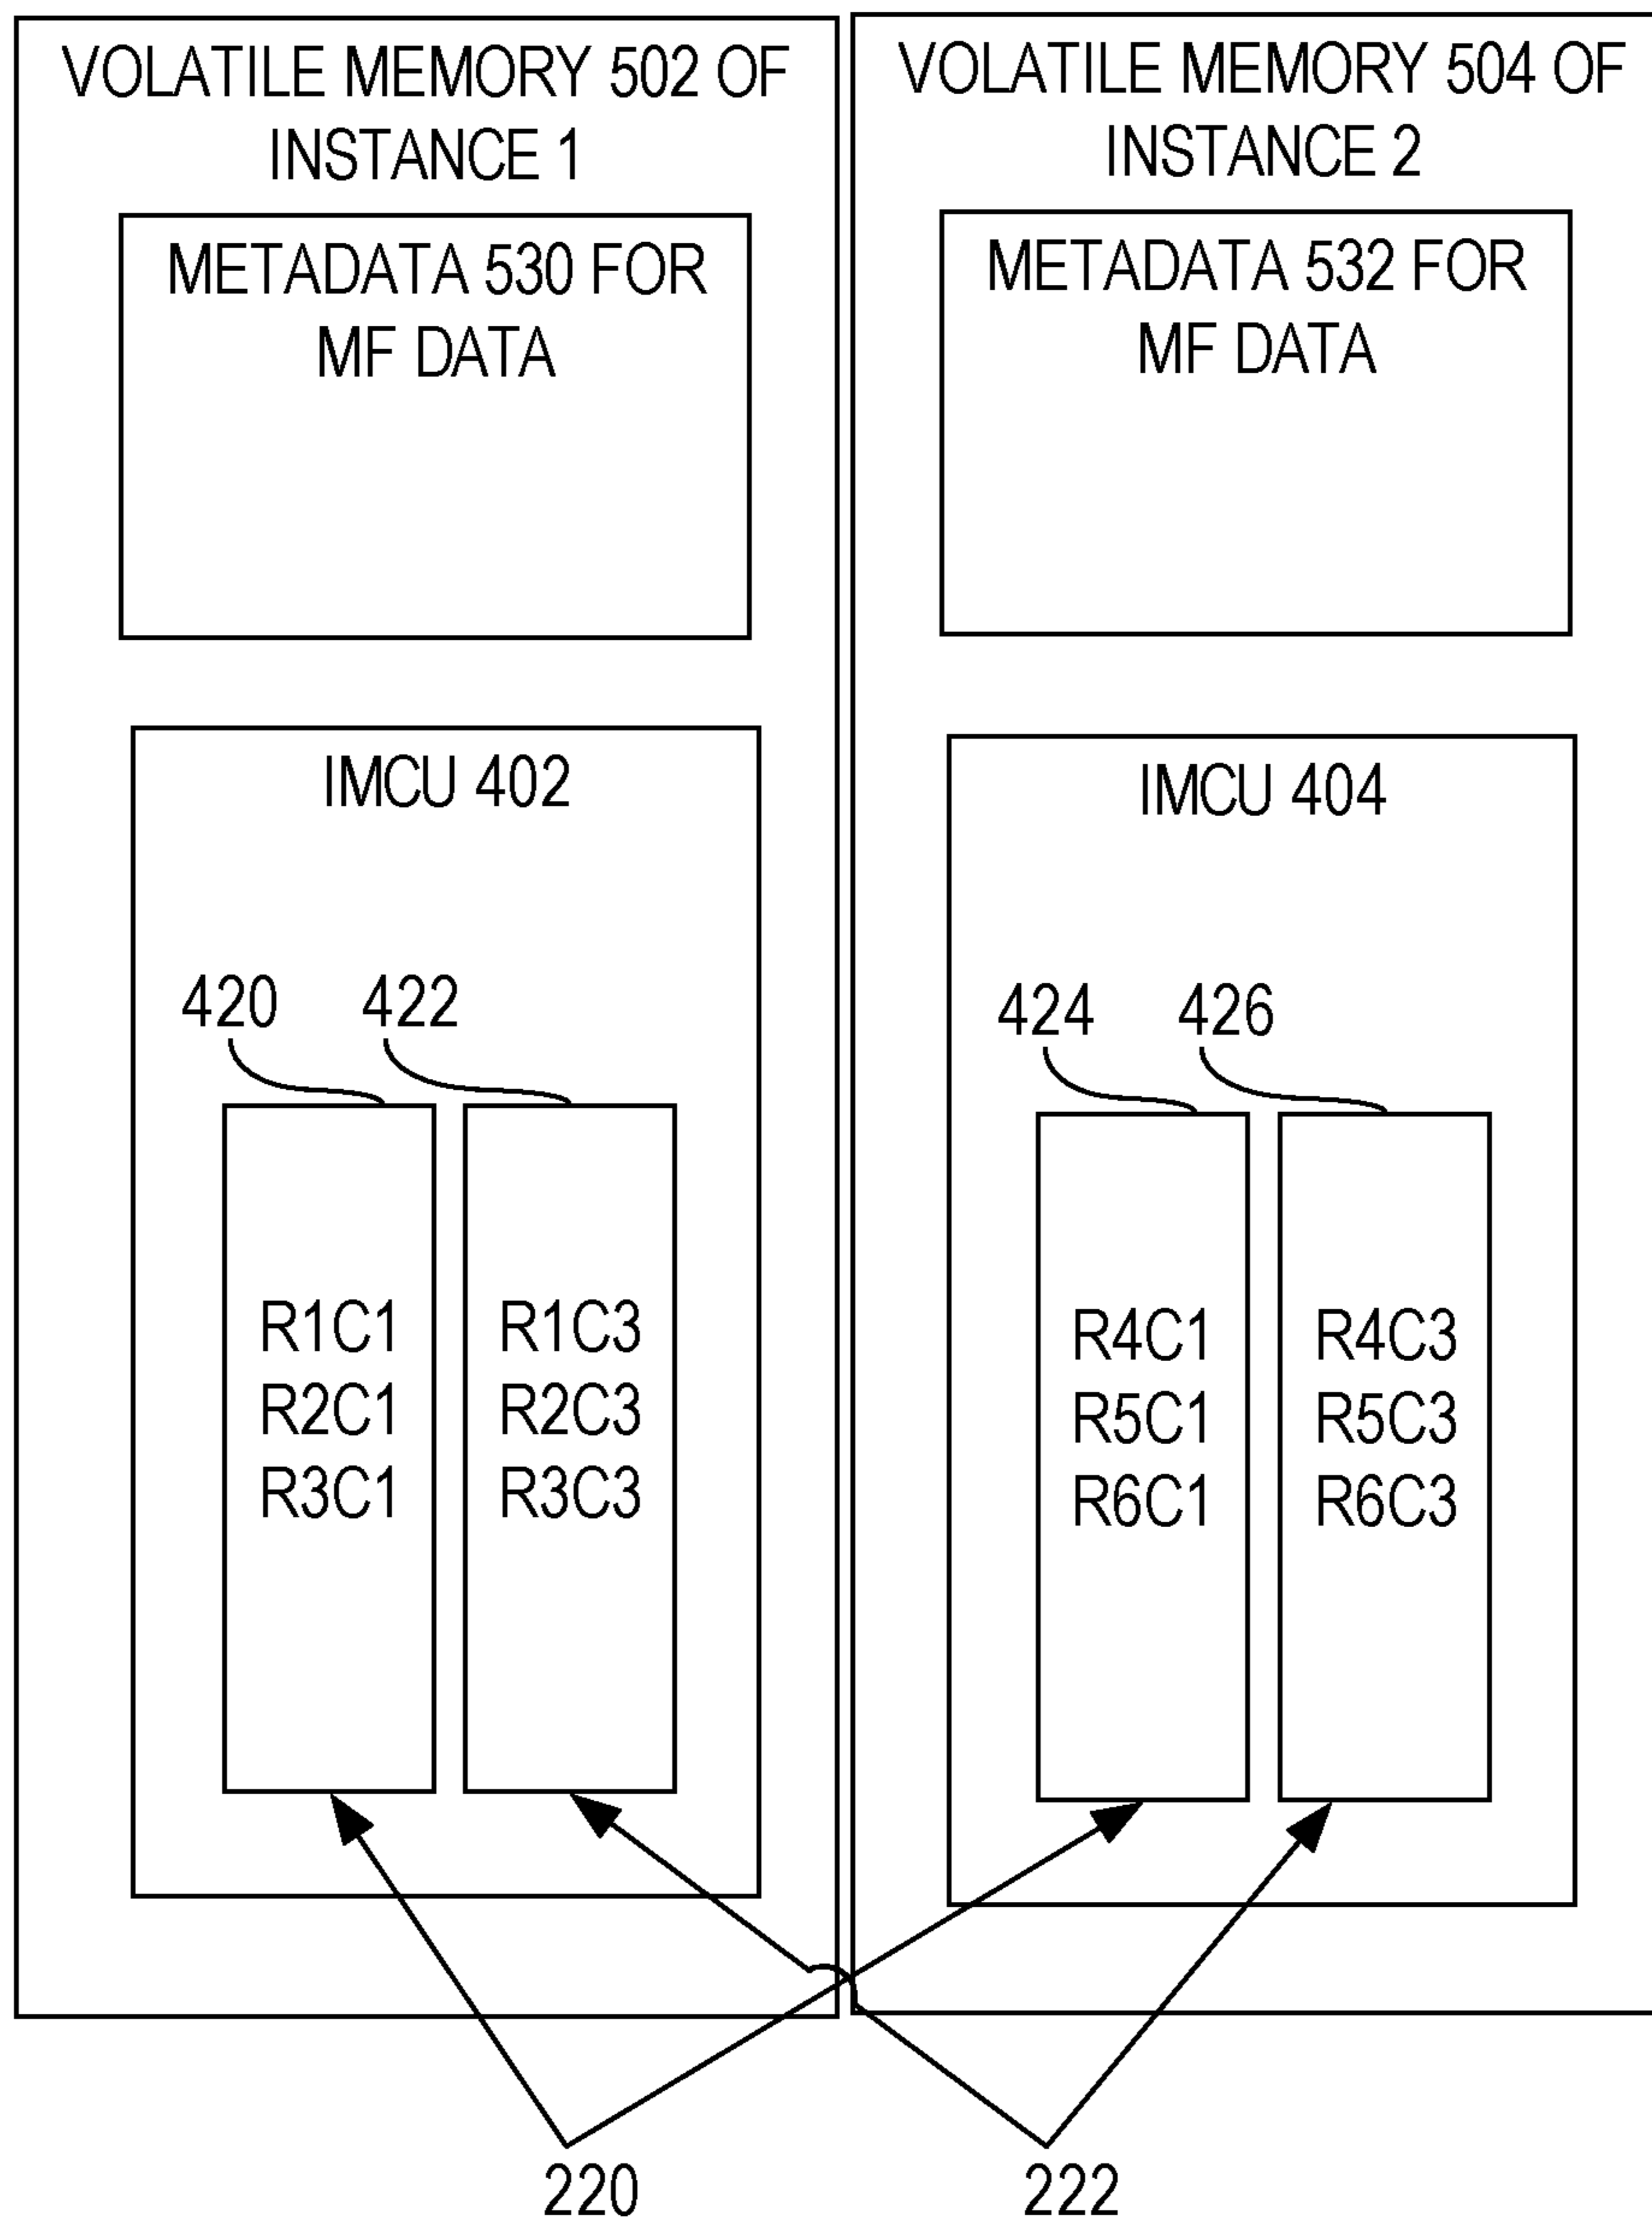 VOLATILE MEMORY 502 OF
INSTANCE 1
METADATA 530 FOR
MF DATA
IMCU 402
420
422
R1C1
R2C1
R3C1
R1C3
R2C3
R3C3
VOLATILE MEMORY 504 OF
INSTANCE 2
METADATA 532 FOR
MF DATA
IMCU 404
424
426
R4C1
R5C1
R6C1
R4C3
R5C3
R6C3
220
222